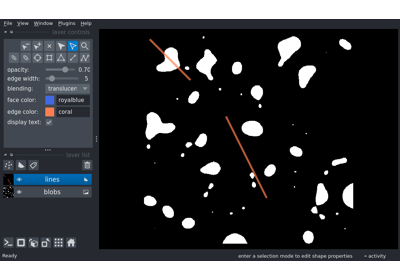 File View Window Plugins Help
layer controls
opacity: 0.70
edge width: 5
blending: translucen
face color: royalblue
edge color: coral
display text:
layer list
lines
blobs
Ready
enter a selection mode to edit shape properties
activity